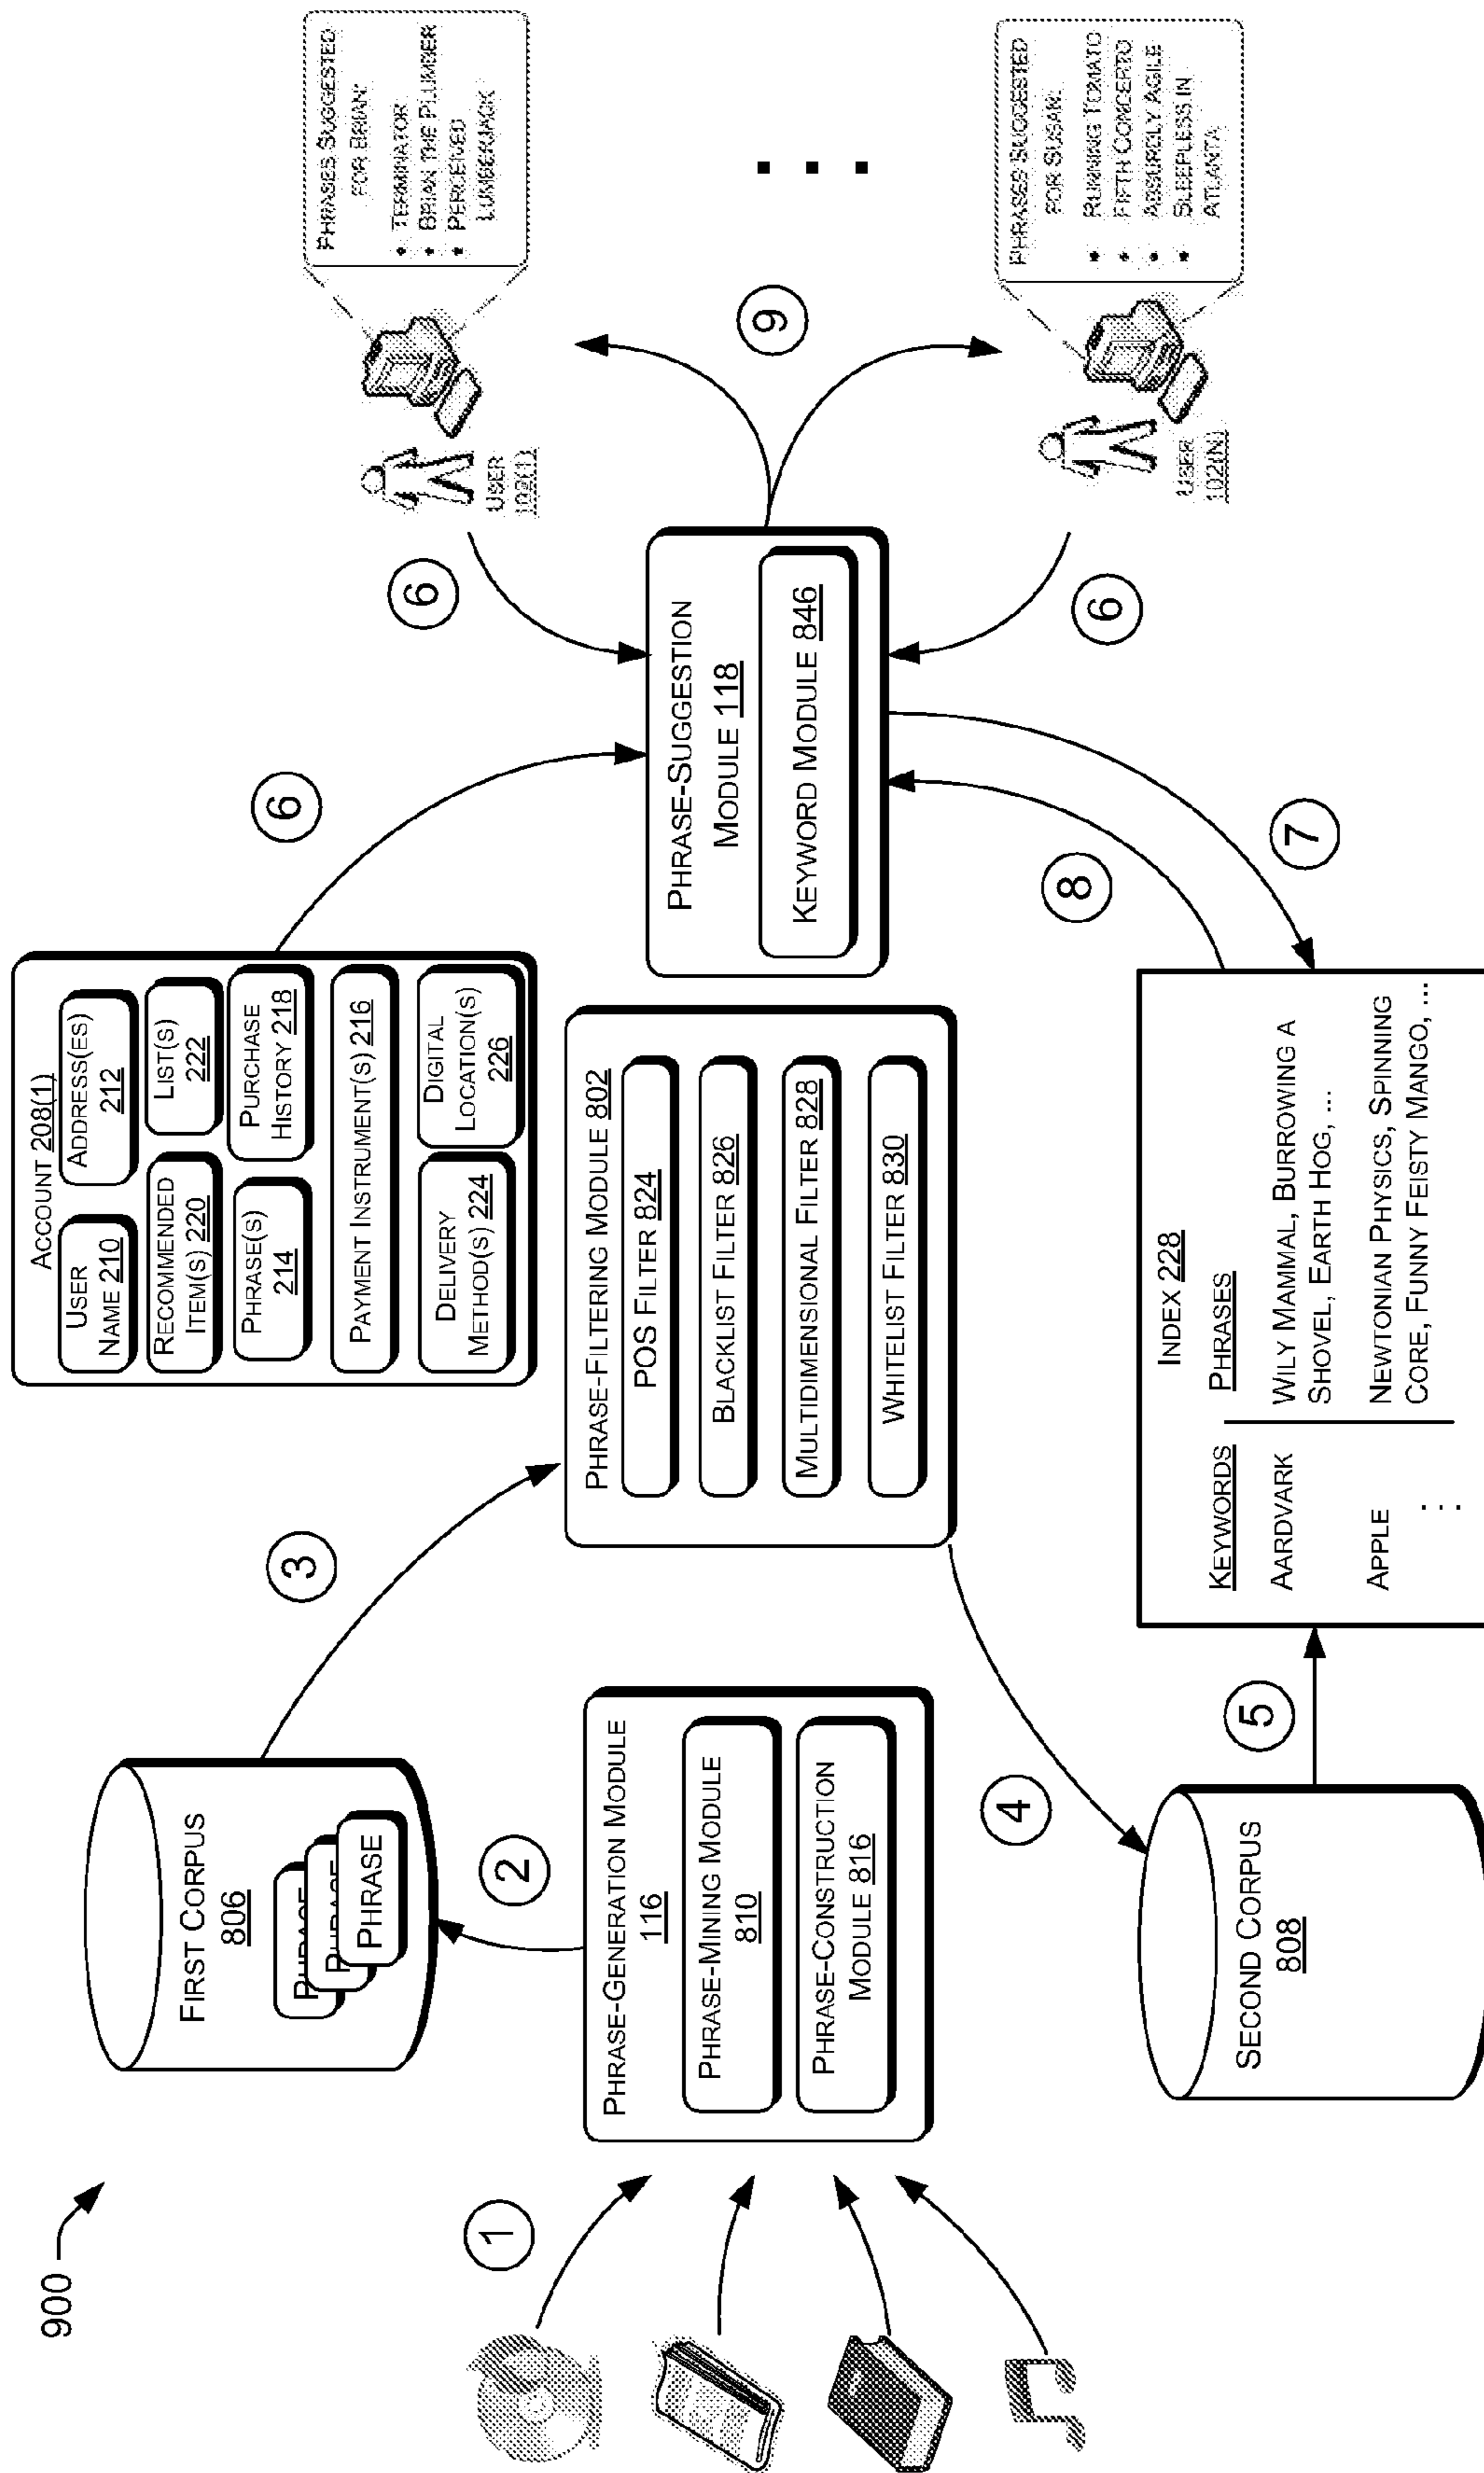 900
1
2
FIRST CORPUS
806
PHRASE
PHRASE
PHRASE
PHRASE-GENERATION MODULE
116
PHRASE-MINING MODULE
810
PHRASE-CONSTRUCTION
MODULE 816
3
PHRASE-FILTERING MODULE 802
POS FILTER 824
BLACKLIST FILTER 826
MULTIDIMENSIONAL FILTER 828
WHITELIST FILTER 830
4
SECOND CORPUS
808
5
INDEX 228
KEYWORDS
PHRASES
AARDVARK
WILY MAMMAL, BURROWING A
SHOVEL, EARTH HOG, ...
APPLE
NEWTONIAN PHYSICS, SPINNING
CORE, FUNNY FEISTY MANGO, ...
ACCOUNT 208(1)
USER
NAME 210
ADDRESS(ES)
212
RECOMMENDED
ITEM(S) 220
LIST(S)
222
PHRASE(S)
214
PURCHASE
HISTORY 218
PAYMENT INSTRUMENT(S) 216
DELIVERY
METHOD(S) 224
DIGITAL
LOCATION(S)
226
6
PHRASE-SUGGESTION
MODULE 118
KEYWORD MODULE 846
7
8
6
6
9
USER
102(1)
PHRASES SUGGESTED
FOR BRIAN:
• TERMINATOR
• BRIAN THE PLUMBER
• PERCEIVED
LUMBERJACK
USER
102(N)
PHRASES SUGGESTED
FOR SUSAN:
• RUNNING TOMATO
• FIFTH CONCERTO
• ABSURDLY AGILE
• SLEEPLESS IN
ATLANTA